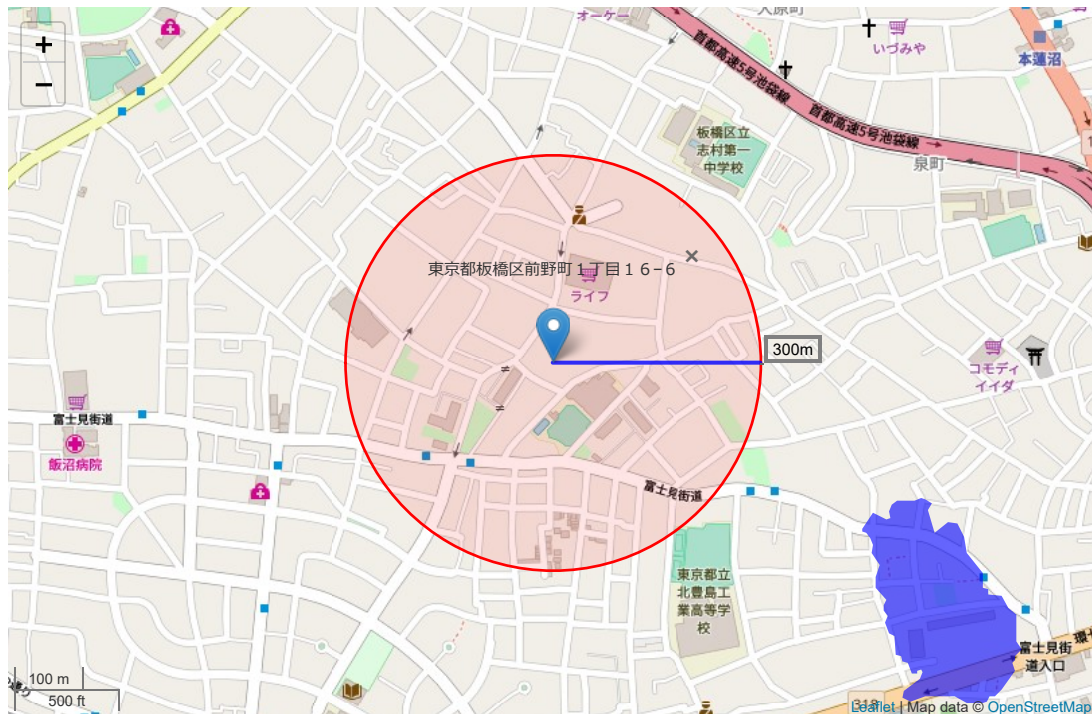 +
−
オーケー
大原町
いづみや
本蓮沼
首都高速5号池袋線
首都高速5号池袋線
板橋区立
志村第一
中学校
泉町
東京都板橋区前野町1丁目16-6
ライフ
300m
コモディ
イイダ
富士見街道
飯沼病院
富士見街道
東京都立
北豊島工
業高等学
校
富士見街
道入口
環
100 m
500 ft
318
Leaflet | Map data © OpenStreetMap